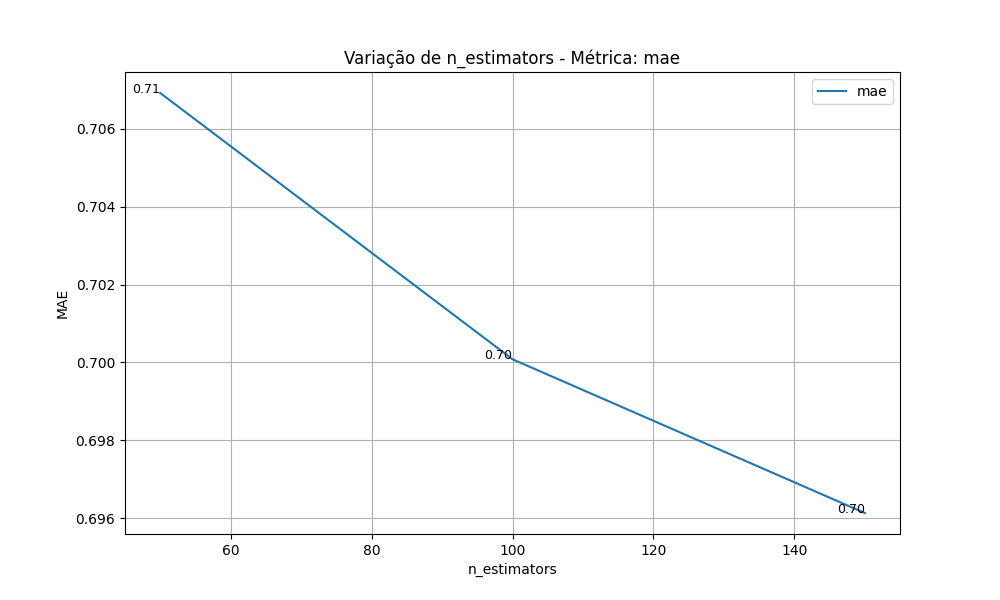 Variação de n_estimators - Métrica: mae
mae
0.71
0.70
0.70
0.706
0.704
0.702
0.700
0.698
0.696
MAE
60 80 100 120 140
n_estimators